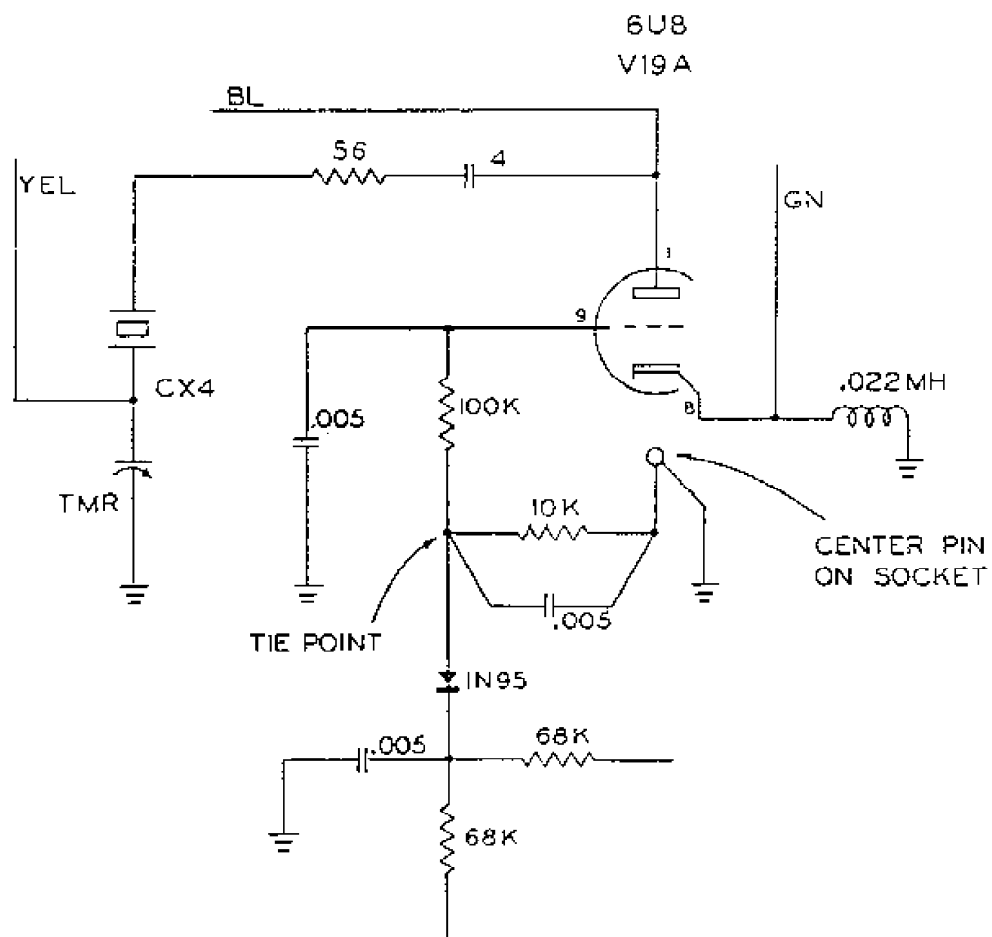 6U8
V19A
BL
56
4
YEL
GN
1
9
CX4
.005
100K
8
.022MH
TMR
10K
CENTER PIN
ON SOCKET
.005
TIE POINT
IN95
.005
68K
68K